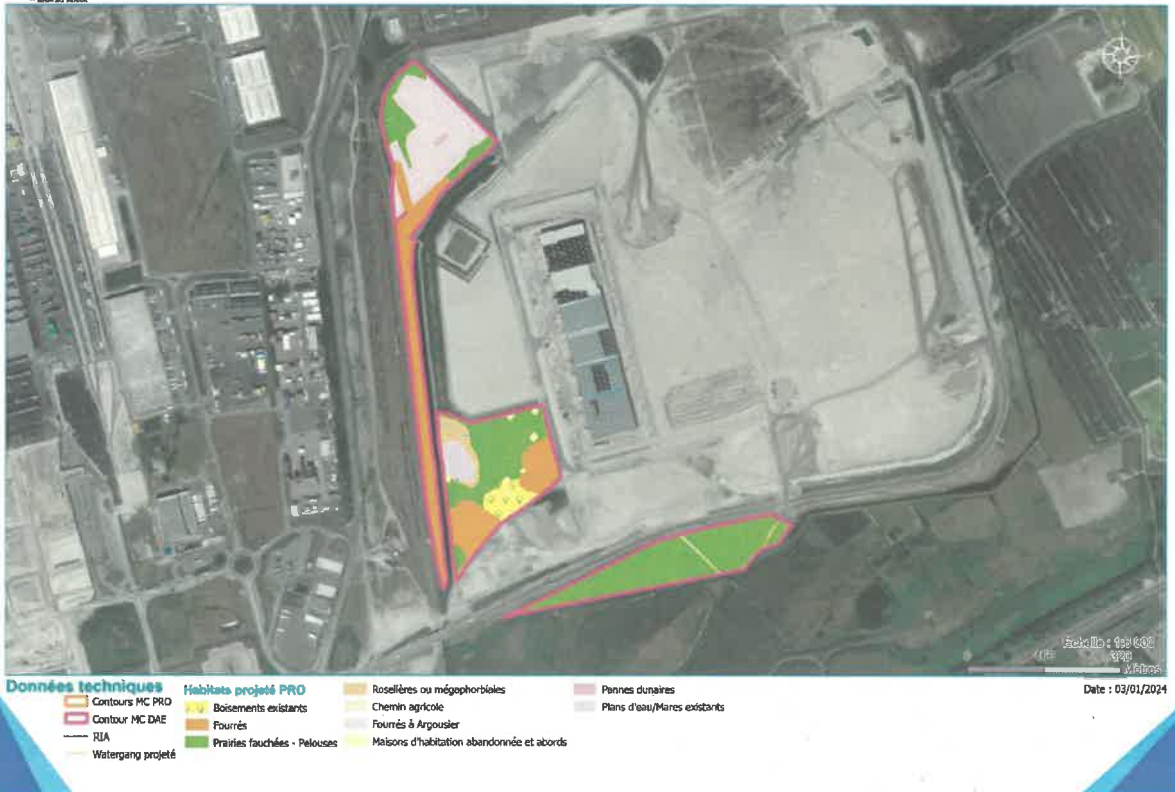 Échelle : 1:8 000
Mètres
Données techniques
Contours MC PRO
Contour MC DAE
RIA
Watergang projeté
Habitats projeté PRO
Boisements existants
Fourrés
Prairies fauchées - Pelouses
Roselières ou mégaphorbiaies
Chemin agricole
Fourrés à Argousier
Maisons d'habitation abandonnée et abords
Pannes dunaires
Plans d'eau/Mares existants
Date : 03/01/2024